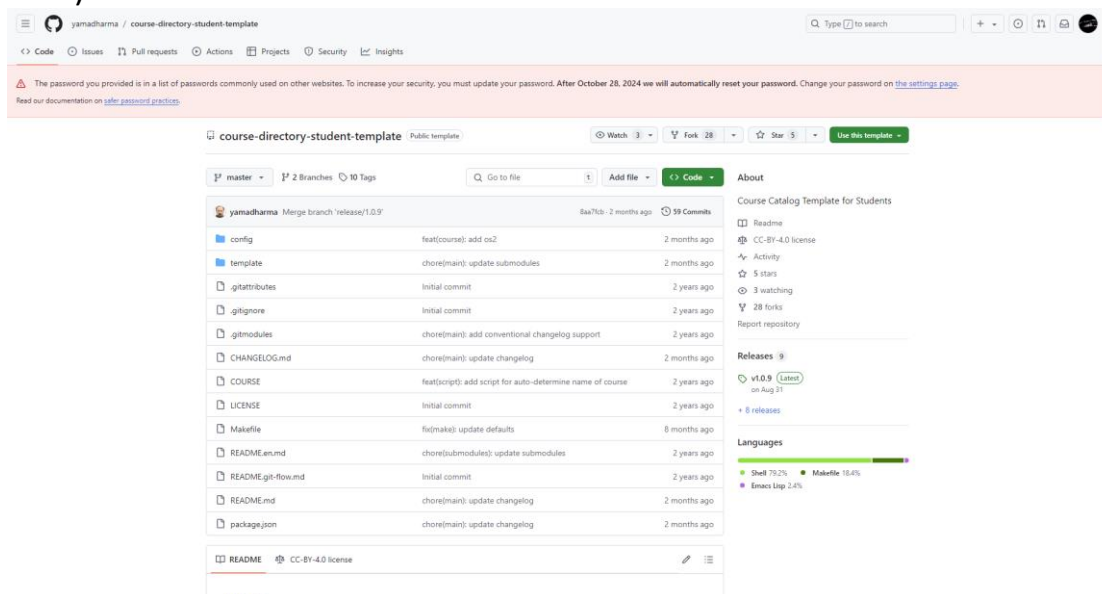 yamadharma / course-directory-student-template
Type / to search
Code Issues Pull requests Actions Projects Security Insights
The password you provided is in a list of passwords commonly used on other websites. To increase your security, you must update your password. After October 28, 2024 we will automatically reset your password. Change your password on the settings page.
Read our documentation on safer password practices.
course-directory-student-template Public template
Watch 3 Fork 28 Star 5 Use this template
master 2 Branches 10 Tags Go to file t Add file Code
yamadharma Merge branch 'release/1.0.9' 8aa7fcb · 2 months ago 59 Commits
config feat(course): add os2 2 months ago
template chore(main): update submodules 2 months ago
.gitattributes Initial commit 2 years ago
.gitignore Initial commit 2 years ago
.gitmodules chore(main): add conventional changelog support 2 years ago
CHANGELOG.md chore(main): update changelog 2 months ago
COURSE feat(script): add script for auto-determine name of course 2 years ago
LICENSE Initial commit 2 years ago
Makefile fix(make): update defaults 8 months ago
README.en.md chore(submodules): update submodules 2 years ago
README.git-flow.md Initial commit 2 years ago
README.md chore(main): update changelog 2 months ago
package.json chore(main): update changelog 2 months ago
README CC-BY-4.0 license
About
Course Catalog Template for Students
Readme
CC-BY-4.0 license
Activity
5 stars
3 watching
28 forks
Report repository
Releases 9
v1.0.9 Latest
on Aug 31
+ 8 releases
Languages
Shell 79.2% Makefile 18.4%
Emacs Lisp 2.4%